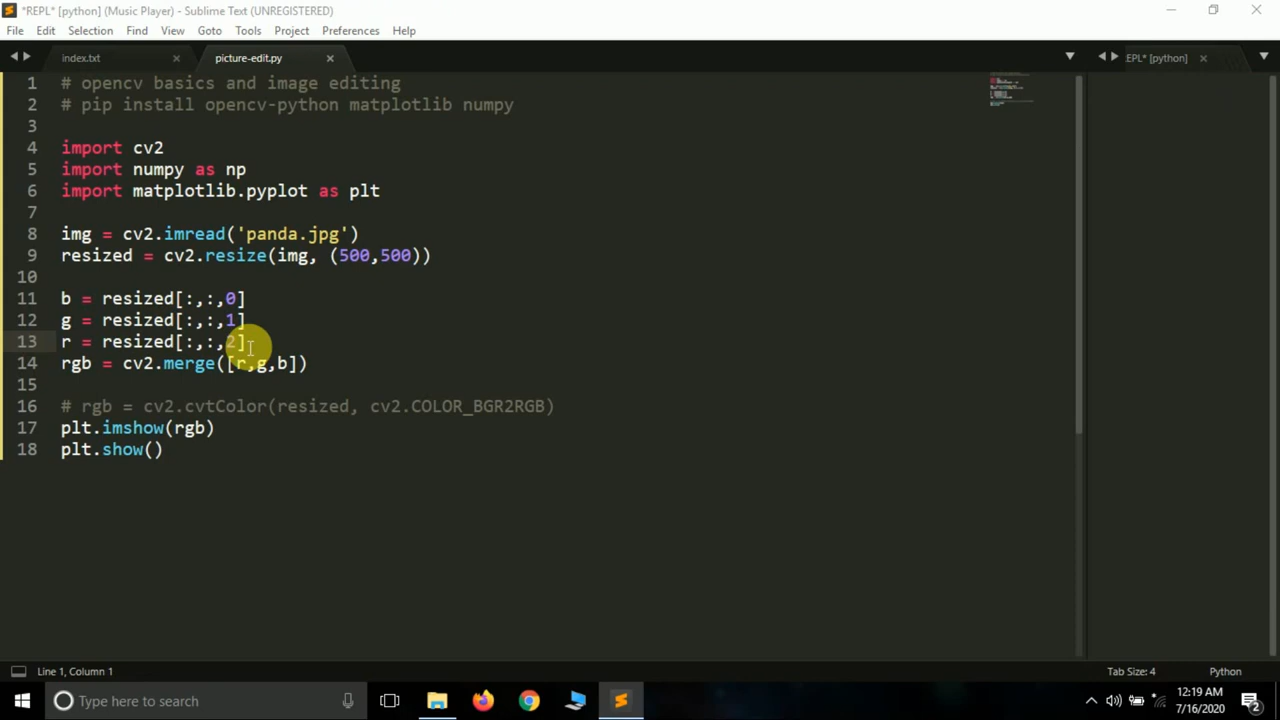 *REPL* [python] (Music Player) - Sublime Text (UNREGISTERED)
File Edit Selection Find View Goto Tools Project Preferences Help
index.txt picture-edit.py EPL* [python]
1 # opencv basics and image editing
2 # pip install opencv-python matplotlib numpy
3
4 import cv2
5 import numpy as np
6 import matplotlib.pyplot as plt
7
8 img = cv2.imread('panda.jpg')
9 resized = cv2.resize(img, (500,500))
10
11 b = resized[:,:,0]
12 g = resized[:,:,1]
13 r = resized[:,:,2]
14 rgb = cv2.merge([r,g,b])
15
16 # rgb = cv2.cvtColor(resized, cv2.COLOR_BGR2RGB)
17 plt.imshow(rgb)
18 plt.show()
Line 1, Column 1 Tab Size: 4 Python
Type here to search
12:19 AM
7/16/2020
2